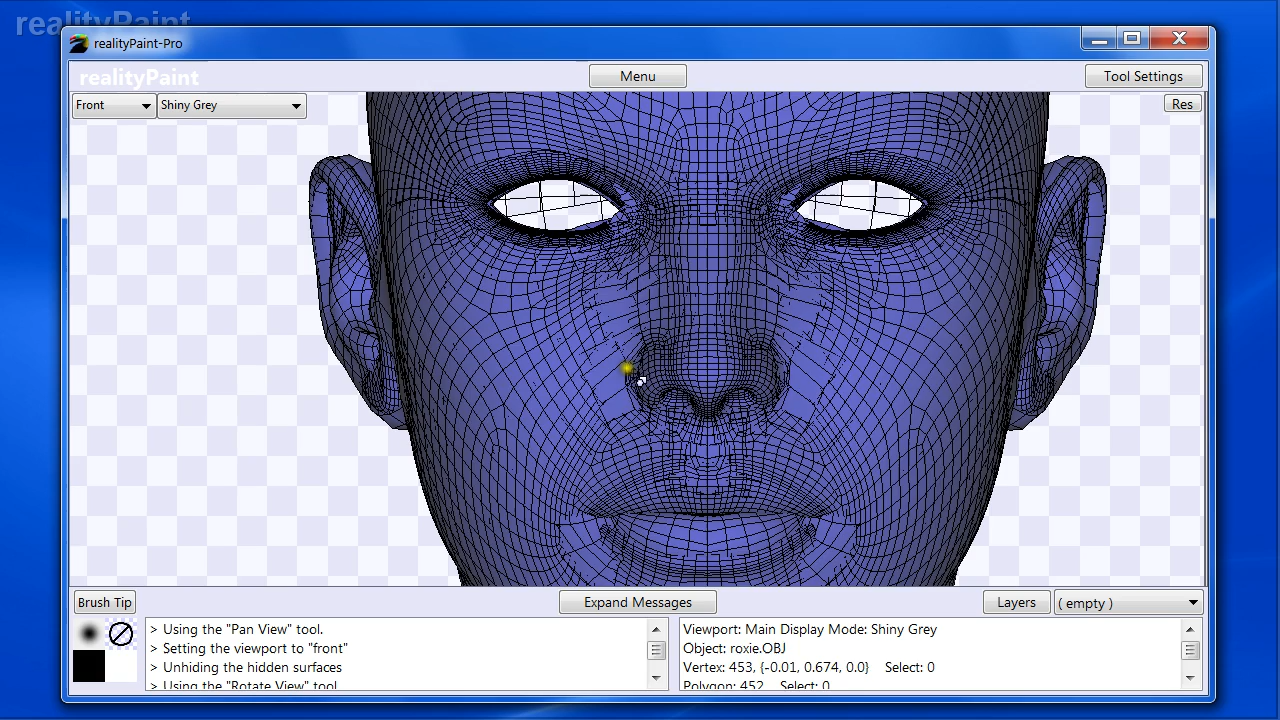 realityPaint
realityPaint-Pro
realityPaint
Menu
Tool Settings
Front
Shiny Grey
Res
Brush Tip
Expand Messages
Layers
( empty )
> Using the "Pan View" tool.
> Setting the viewport to "front"
> Unhiding the hidden surfaces
> Using the "Rotate View" tool
Viewport: Main Display Mode: Shiny Grey
Object: roxie.OBJ
Vertex: 453, {-0.01, 0.674, 0.0} Select: 0
Polygon: 452 Select: 0